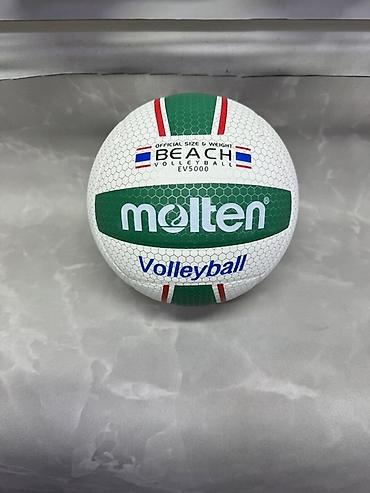 OFFICIAL SIZE & WEIGHT
BEACH
VOLLEYBALL
EV5000
molten®
Volleyball